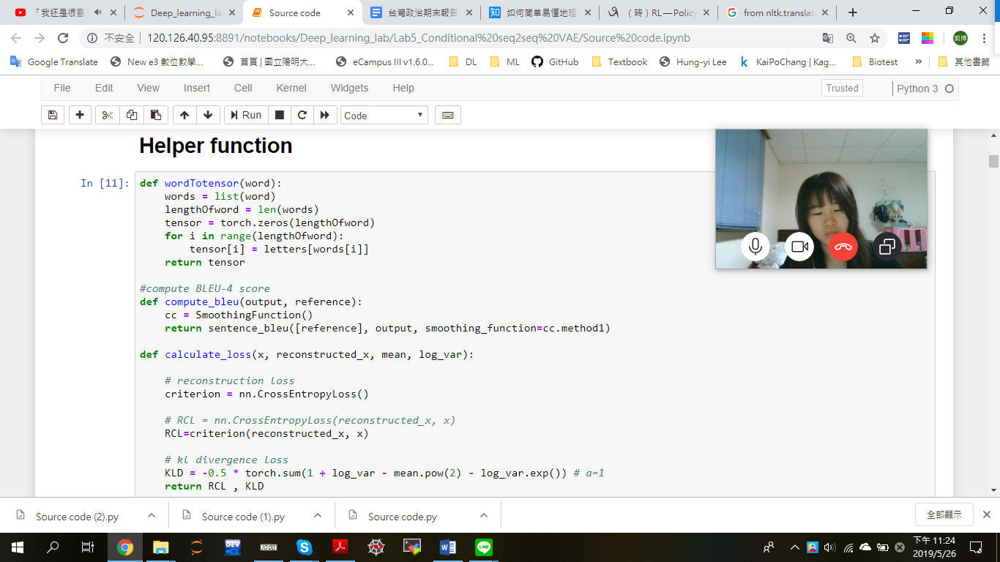 「我还是很喜
Deep_learning_la
Source code
台灣政治期末報告
知 如何简单易懂地理
（转）RL—Policy
from nltk.translat
不安全 | 120.126.40.95:8891/notebooks/Deep_learning_lab/Lab5_Conditional%20seq2seq%20VAE/Source%20code.ipynb
凱博
Google Translate
New e3 數位教學...
首頁 | 國立陽明大...
eCampus III v1.6.0...
DL
ML
GitHub
Textbook
Hung-yi Lee
KaiPoChang | Kag...
Biotest
»
其他書籤
File Edit View Insert Cell Kernel Widgets Help
Trusted
Python 3
Run
Code
Helper function
In [11]:
def wordTotensor(word):
    words = list(word)
    lengthOfword = len(words)
    tensor = torch.zeros(lengthOfword)
    for i in range(lengthOfword):
        tensor[i] = letters[words[i]]
    return tensor
#compute BLEU-4 score
def compute_bleu(output, reference):
    cc = SmoothingFunction()
    return sentence_bleu([reference], output, smoothing_function=cc.method1)
def calculate_loss(x, reconstructed_x, mean, log_var):
    # reconstruction loss
    criterion = nn.CrossEntropyLoss()
    # RCL = nn.CrossEntropyLoss(reconstructed_x, x)
    RCL=criterion(reconstructed_x, x)
    # kl divergence loss
    KLD = -0.5 * torch.sum(1 + log_var - mean.pow(2) - log_var.exp()) # a=1
    return RCL , KLD
Source code (2).py
Source code (1).py
Source code.py
全部顯示
DEV
LINE
下午 11:24
2019/5/26